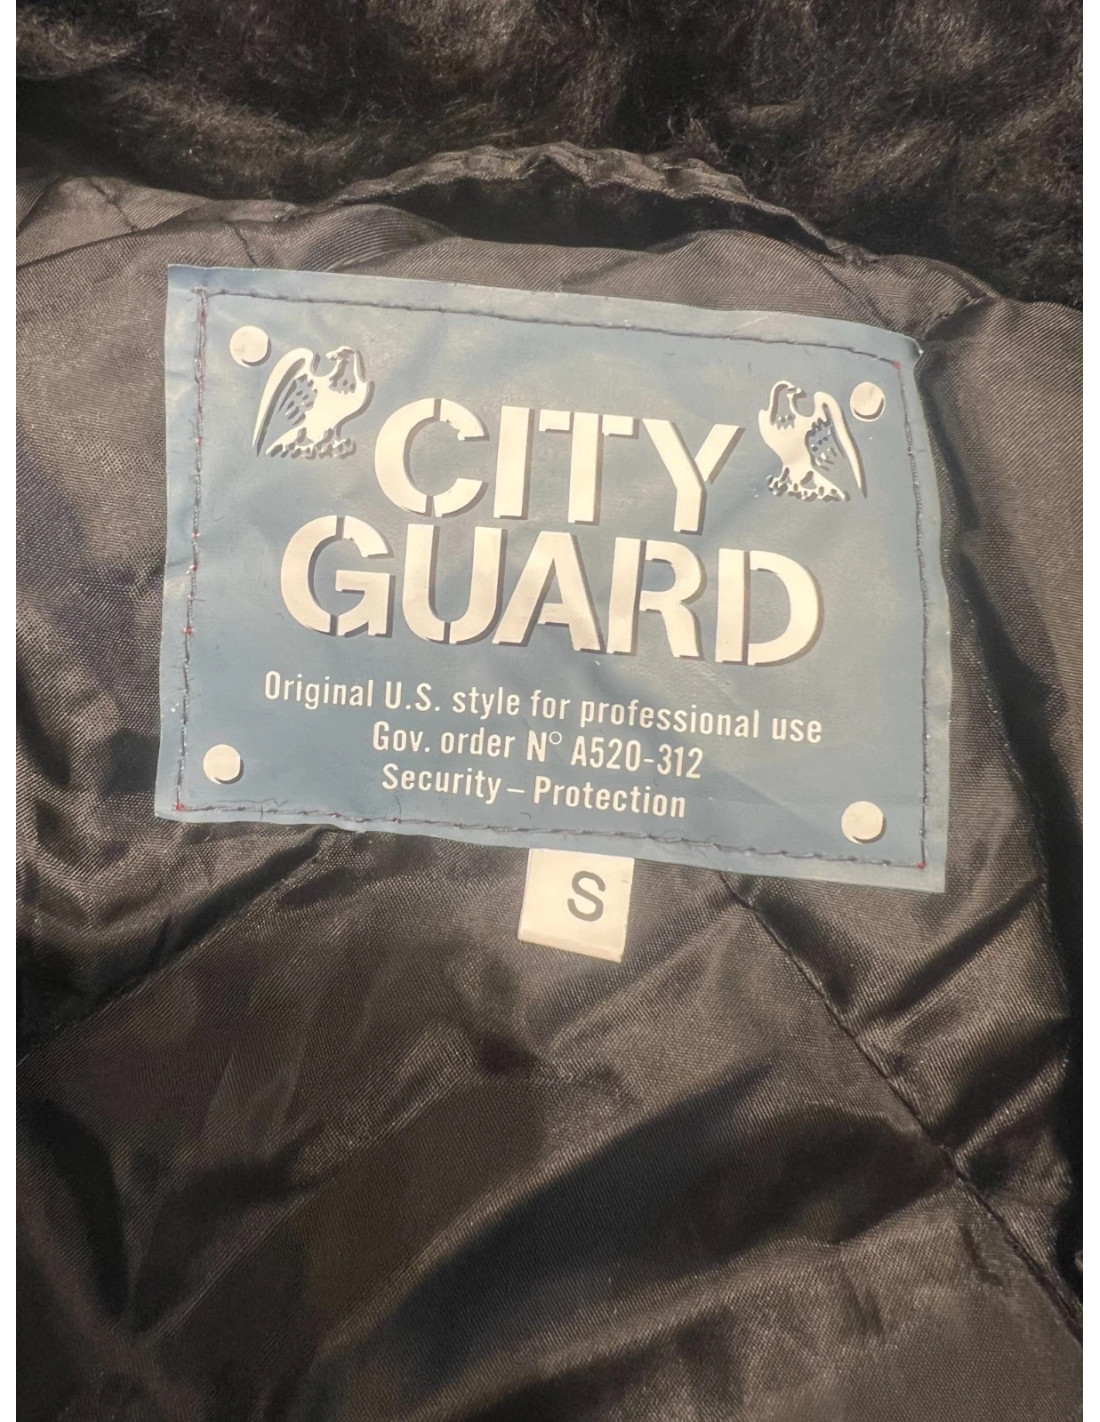 CITY
GUARD
Original U.S. style for professional use
Gov. order N° A520-312
Security – Protection
S